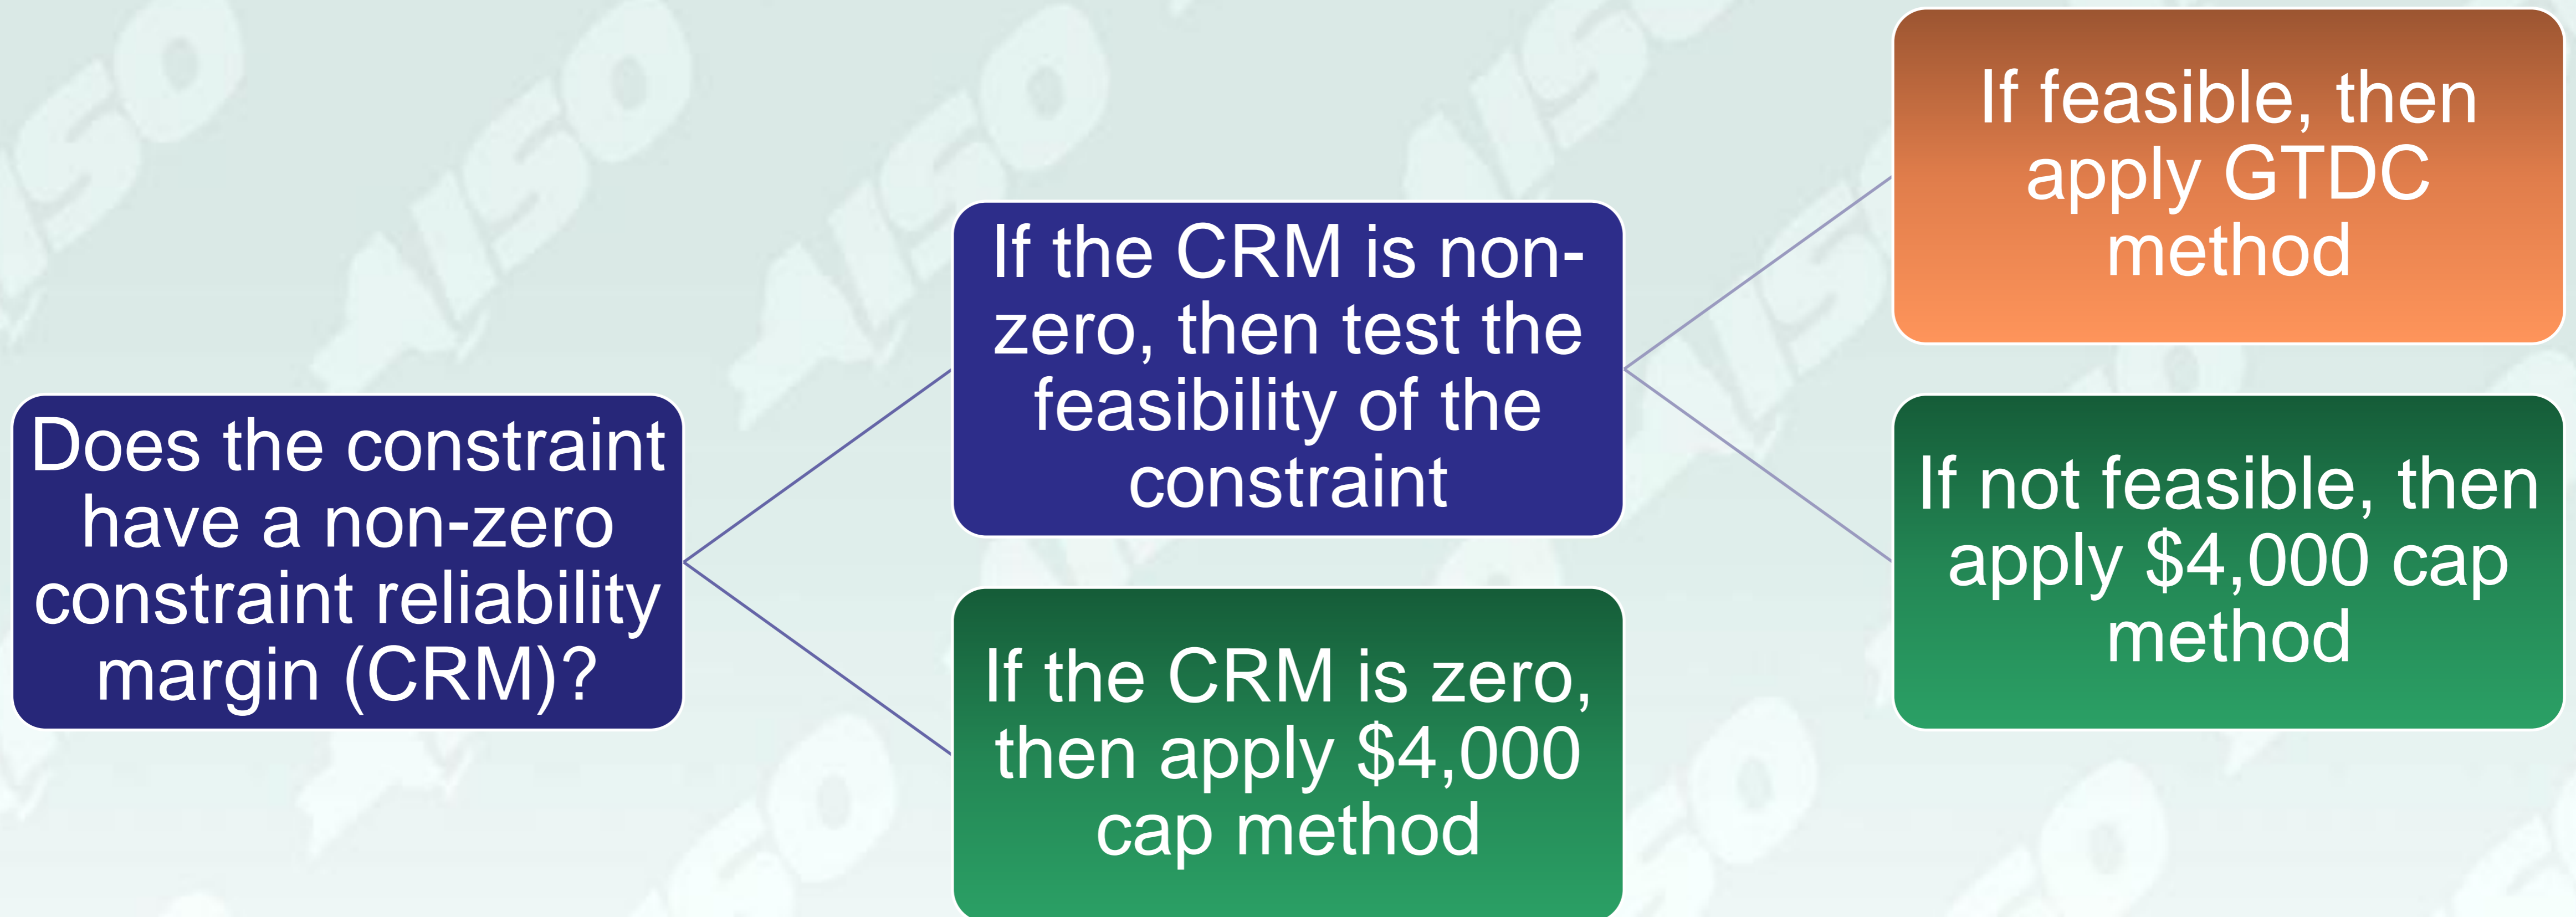 Does the constraint
have a non-zero
constraint reliability
margin (CRM)?
If the CRM is non-
zero, then test the
feasibility of the
constraint
If the CRM is zero,
then apply $4,000
cap method
If feasible, then
apply GTDC
method
If not feasible, then
apply $4,000 cap
method